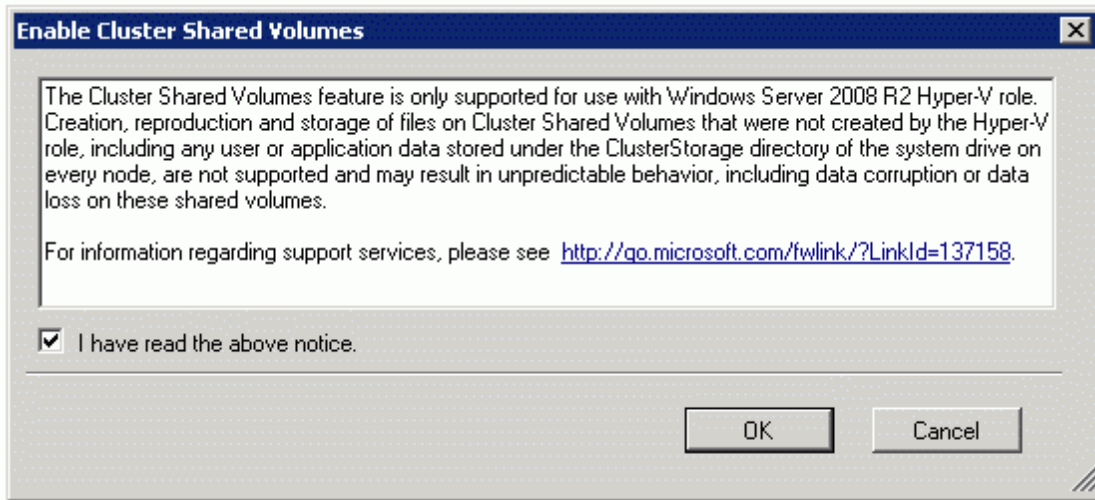 Enable Cluster Shared Volumes
The Cluster Shared Volumes feature is only supported for use with Windows Server 2008 R2 Hyper-V role.
Creation, reproduction and storage of files on Cluster Shared Volumes that were not created by the Hyper-V
role, including any user or application data stored under the ClusterStorage directory of the system drive on
every node, are not supported and may result in unpredictable behavior, including data corruption or data
loss on these shared volumes.
For information regarding support services, please see http://go.microsoft.com/fwlink/?LinkId=137158.
I have read the above notice.
OK
Cancel